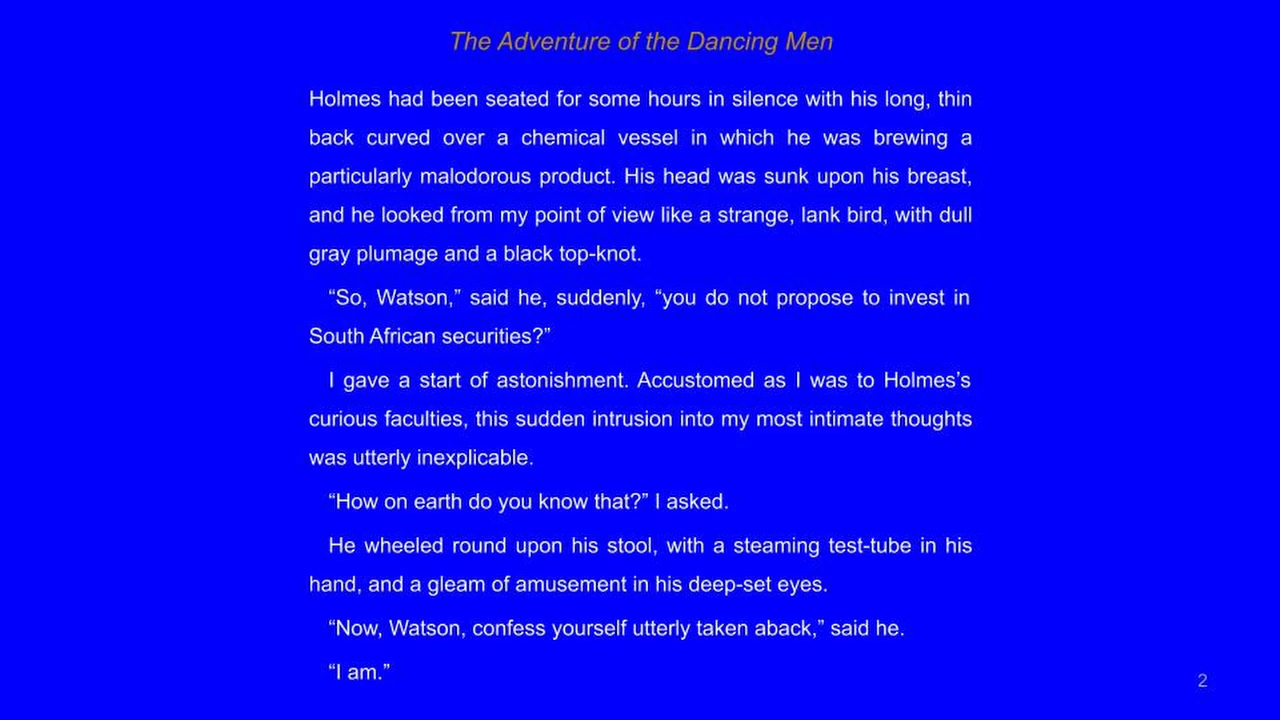 The Adventure of the Dancing Men
Holmes had been seated for some hours in silence with his long, thin
back curved over a chemical vessel in which he was brewing a
particularly malodorous product. His head was sunk upon his breast,
and he looked from my point of view like a strange, lank bird, with dull
gray plumage and a black top-knot.
“So, Watson,” said he, suddenly, “you do not propose to invest in
South African securities?”
I gave a start of astonishment. Accustomed as I was to Holmes’s
curious faculties, this sudden intrusion into my most intimate thoughts
was utterly inexplicable.
“How on earth do you know that?” I asked.
He wheeled round upon his stool, with a steaming test-tube in his
hand, and a gleam of amusement in his deep-set eyes.
“Now, Watson, confess yourself utterly taken aback,” said he.
“I am.”
2